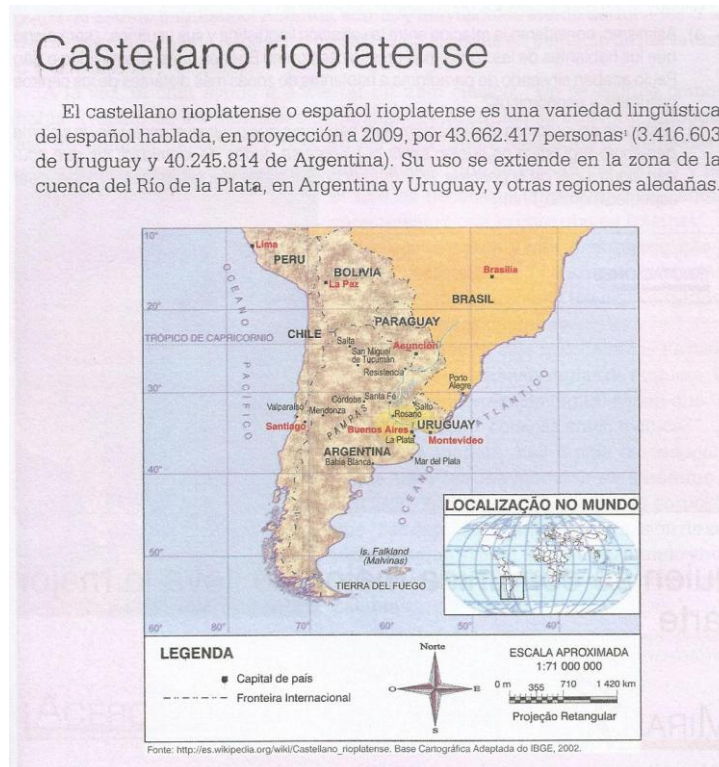 Castellano rioplatense
El castellano rioplatense o español rioplatense es una variedad lingüística
del español hablada, en proyección a 2009, por 43.662.417 personas¹ (3.416.603
de Uruguay y 40.245.814 de Argentina). Su uso se extiende en la zona de la
cuenca del Río de la Plata, en Argentina y Uruguay, y otras regiones aledañas.
10°
Lima
PERU
BOLIVIA
La Paz
Brasilia
BRASIL
20°
PARAGUAY
TRÓPICO DE CAPRICORNIO
CHILE
Salta
Asunción
San Miguel
de Tucumán
Resistencia
OCEANO PACÍFICO
30°
Porto
Alegre
Córdoba
Santa Fé
Salto
Valparaíso
Mendoza
Rosario
PAMPAS
Santiago
Buenos Aires
URUGUAY
La Plata
Montevideo
OCEANO ATLÂNTICO
ARGENTINA
Bahía Blanca
Mar del Plata
40°
LOCALIZAÇÃO NO MUNDO
50°
Is. Falkland
(Malvinas)
TIERRA DEL FUEGO
60°
80°
70°
60°
50°
40°
LEGENDA
Capital de país
Fronteira Internacional
Norte
O
E
S
ESCALA APROXIMADA
1:71 000 000
0 m 355 710 1 420 km
Projeção Retangular
Fonte: http://es.wikipedia.org/wiki/Castellano_rioplatense. Base Cartográfica Adaptada do IBGE, 2002.